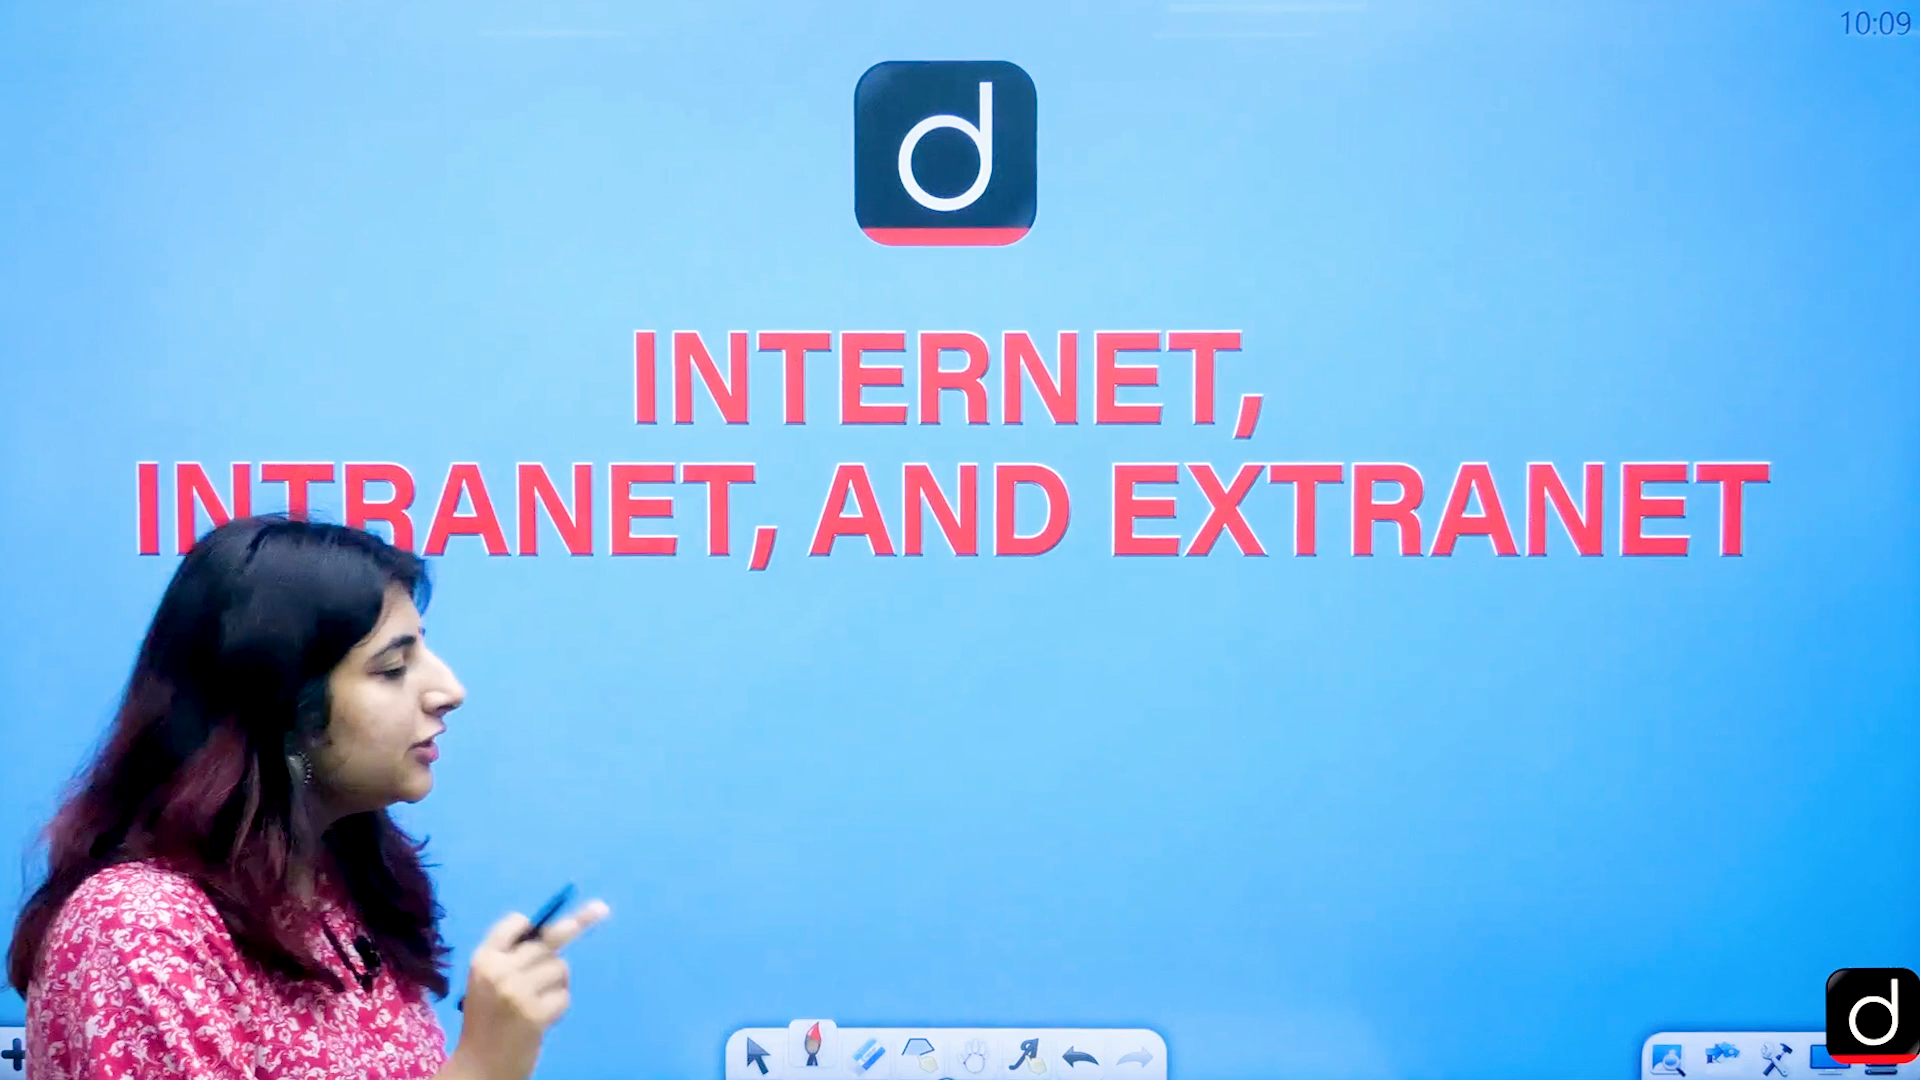 10:09
d
INTERNET,
INTRANET, AND EXTRANET
d